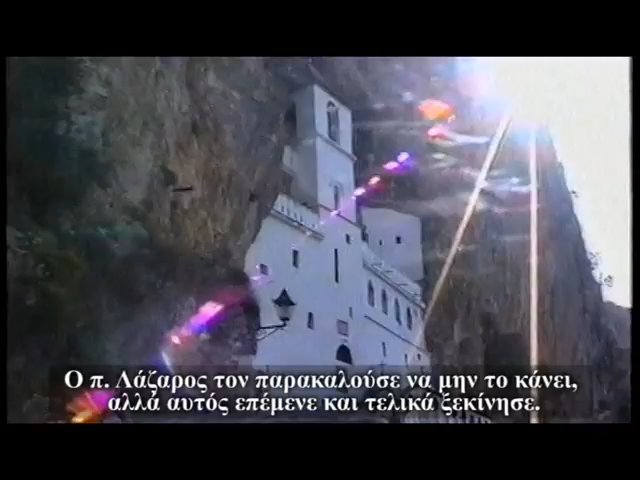 Ο π. Λάζαρος τον παρακαλούσε να μην το κάνει,
αλλά αυτός επέμενε και τελικά ξεκίνησε.